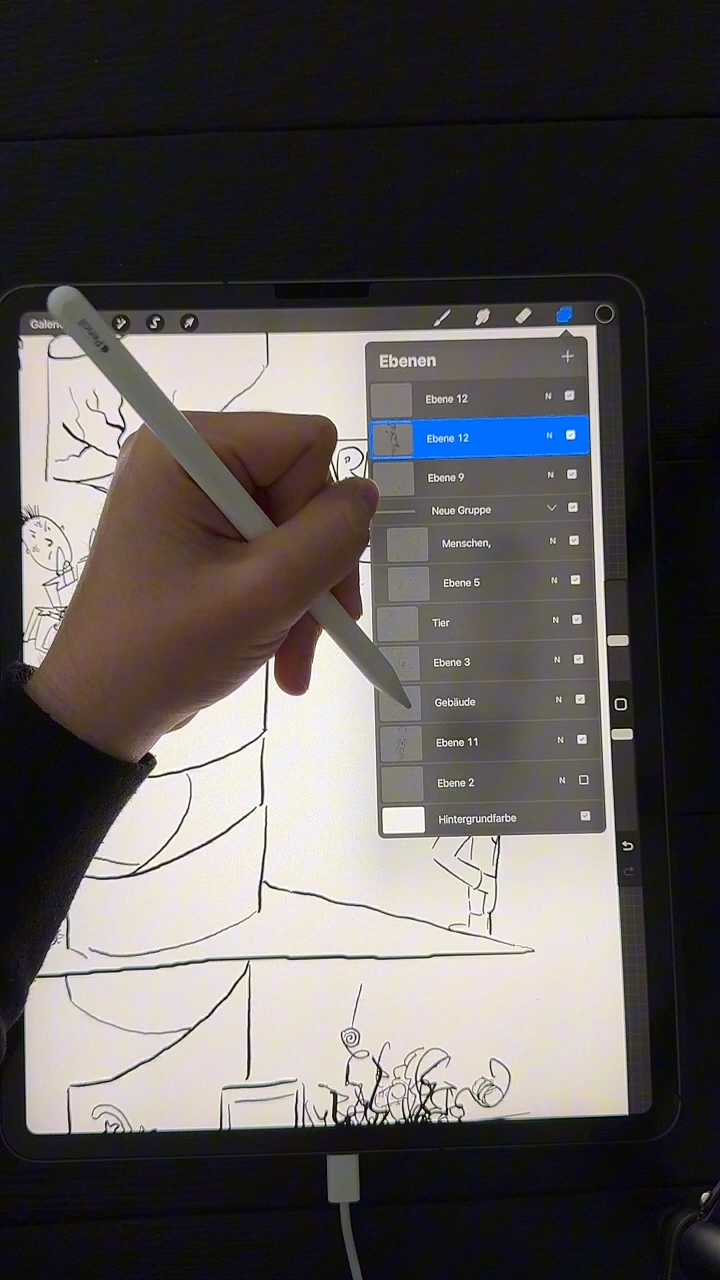 Galer
Pencil
Ebenen
Ebene 12 N
Ebene 12 N
Ebene 9 N
Neue Gruppe
Menschen, N
Ebene 5 N
Tier N
Ebene 3 N
Gebäude N
Ebene 11 N
Ebene 2 N
Hintergrundfarbe
R